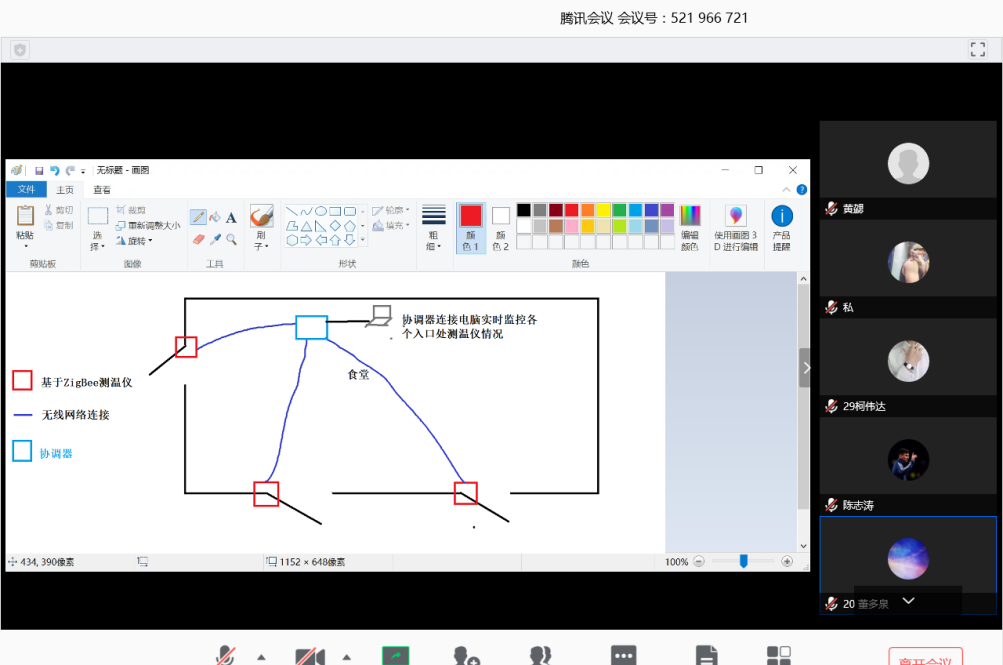 腾讯会议 会议号：521 966 721
无标题 - 画图
文件 主页 查看
粘贴
剪切
复制
剪贴板
选择
裁剪
重新调整大小
旋转
图像
A
工具
刷子
形状
轮廓
填充
粗细
颜色 1
颜色 2
颜色
编辑颜色
使用画图 3D 进行编辑
产品提醒
协调器连接电脑实时监控各
个入口处测温仪情况
食堂
基于ZigBee测温仪
无线网络连接
协调器
434, 390像素
1152 × 648像素
100%
黄勰
私
29柯伟达
陈志涛
20 董多泉
离开会议